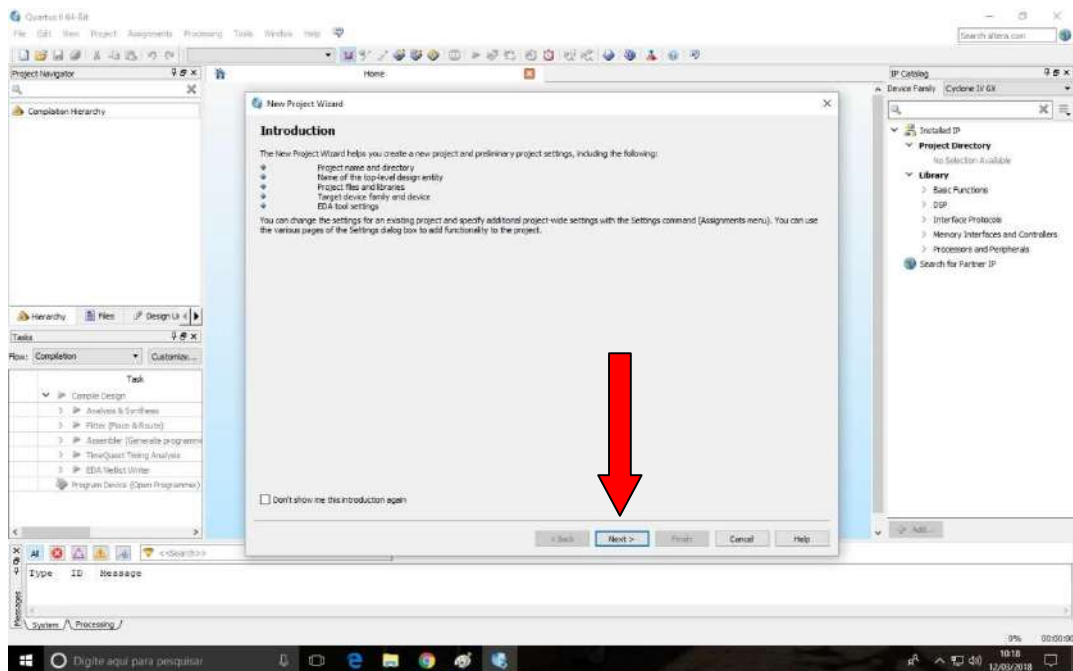 Quartus II 64-Bit
File Edit View Project Assignments Processing Tools Window Help
Search altera.com
Project Navigator
Home
IP Catalog
Device Family Cyclone IV GX
Compilation Hierarchy
New Project Wizard
Introduction
The New Project Wizard helps you create a new project and preliminary project settings, including the following:
Project name and directory
Name of the top-level design entity
Project files and libraries
Target device family and device
EDA tool settings
You can change the settings for an existing project and specify additional project-wide settings with the Settings command (Assignments menu). You can use
the various pages of the Settings dialog box to add functionality to the project.
Don't show me this introduction again
< Back Next > Finish Cancel Help
Installed IP
Project Directory
No Selection Available
Library
Basic Functions
DSP
Interface Protocols
Memory Interfaces and Controllers
Processors and Peripherals
Search for Partner IP
Add...
Hierarchy Files Design U
Tasks
Flow: Compilation Customize...
Task
Compile Design
Analysis & Synthesis
Fitter (Place & Route)
Assembler (Generate programmi
TimeQuest Timing Analysis
EDA Netlist Writer
Program Device (Open Programmer)
All <<Search>>
Type ID Message
Messages
System Processing
0% 00:00:00
Digite aqui para pesquisar
10:18
12/03/2018